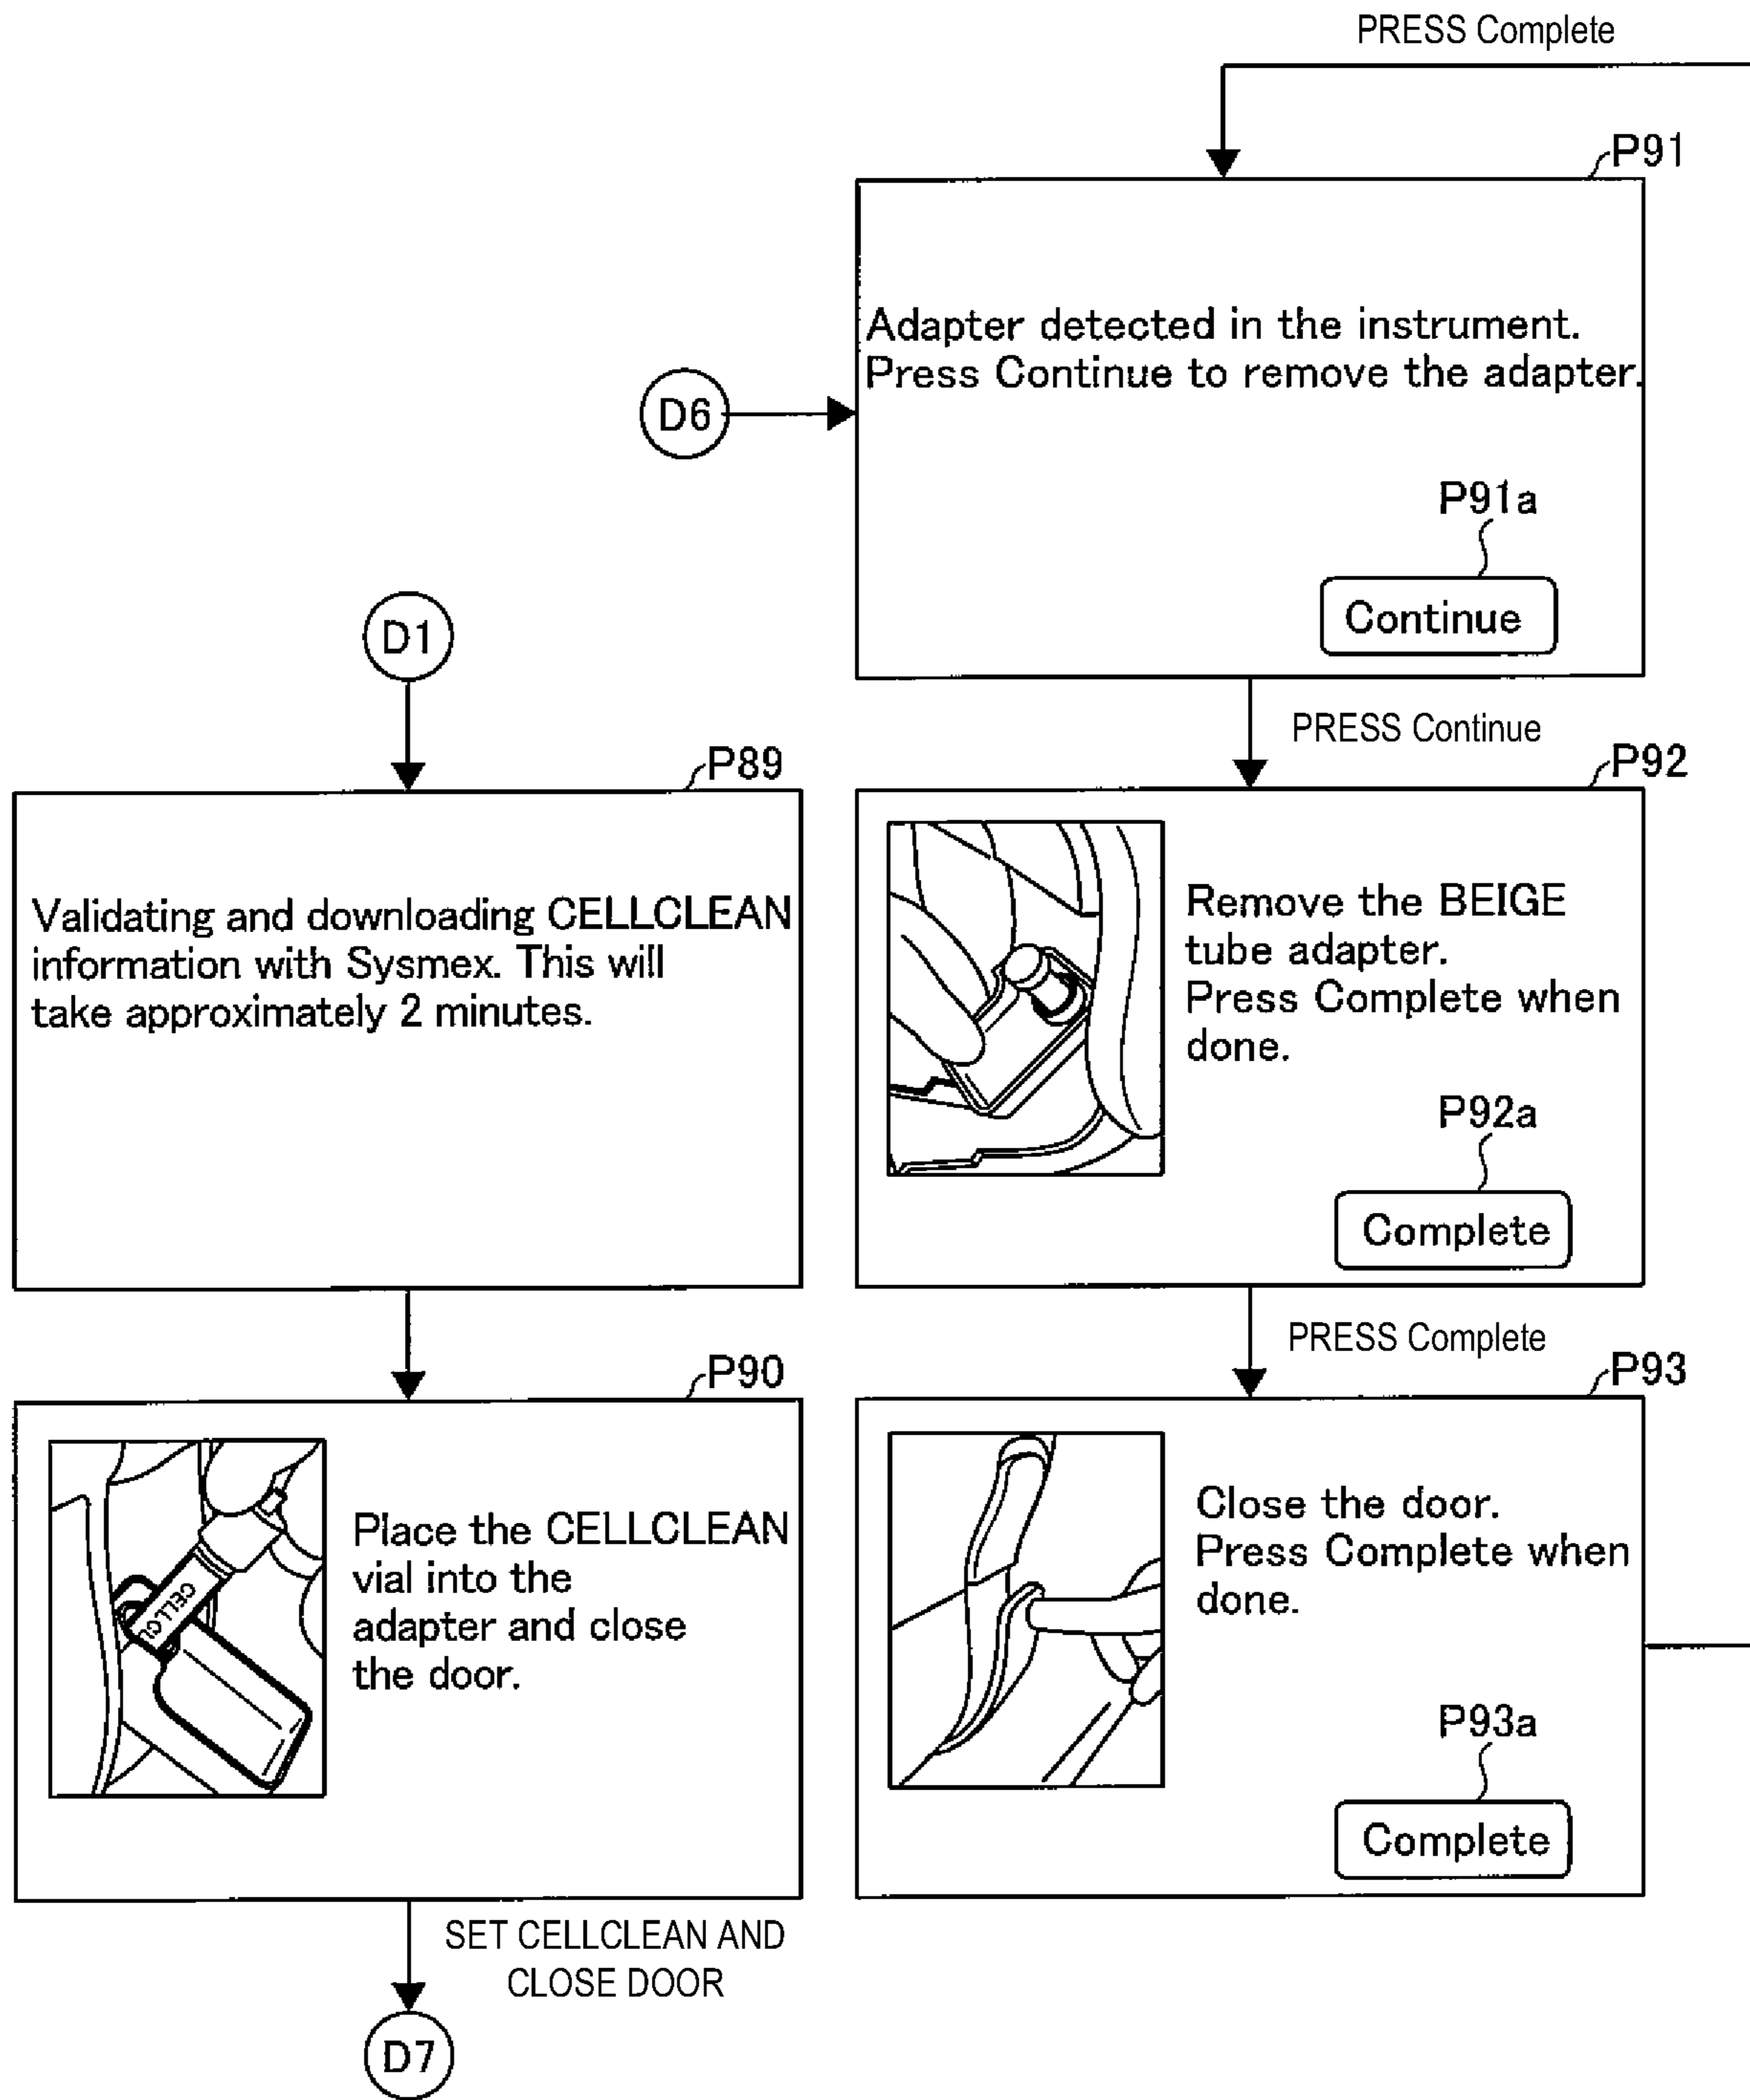 PRESS Complete
P91
Adapter detected in the instrument.
Press Continue to remove the adapter.
D6
P91a
Continue
D1
PRESS Continue
P89
Validating and downloading CELLCLEAN
information with Sysmex. This will
take approximately 2 minutes.
P92
Remove the BEIGE
tube adapter.
Press Complete when
done.
P92a
Complete
PRESS Complete
P90
CELLCL
Place the CELLCLEAN
vial into the
adapter and close
the door.
P93
Close the door.
Press Complete when
done.
P93a
Complete
SET CELLCLEAN AND
CLOSE DOOR
D7